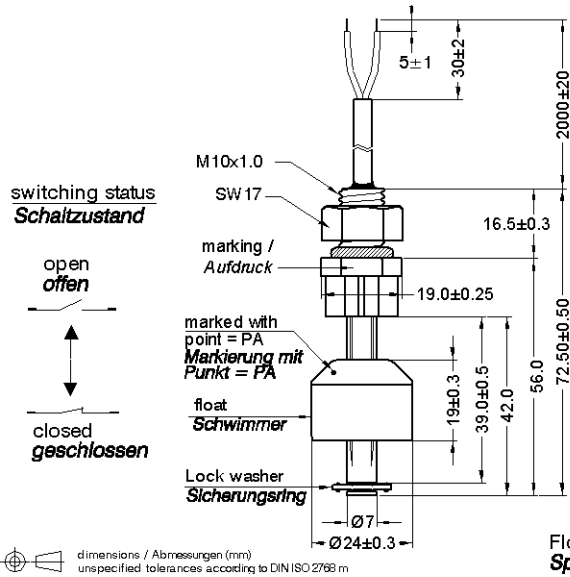 5±1
30±2
2000±20
M10x1.0
SW17
switching status
Schaltzustand
16.5±0.3
marking /
Aufdruck
open
offen
19.0±0.25
marked with
point = PA
Markierung mit
Punkt = PA
float
Schwimmer
19±0.3
39.0±0.5
42.0
56.0
72.50±0.50
closed
geschlossen
Lock washer
Sicherungsring
Ø7
Ø24±0.3
dimensions / Abmessungen (mm)
unspecified tolerances according to DIN ISO 2768 m